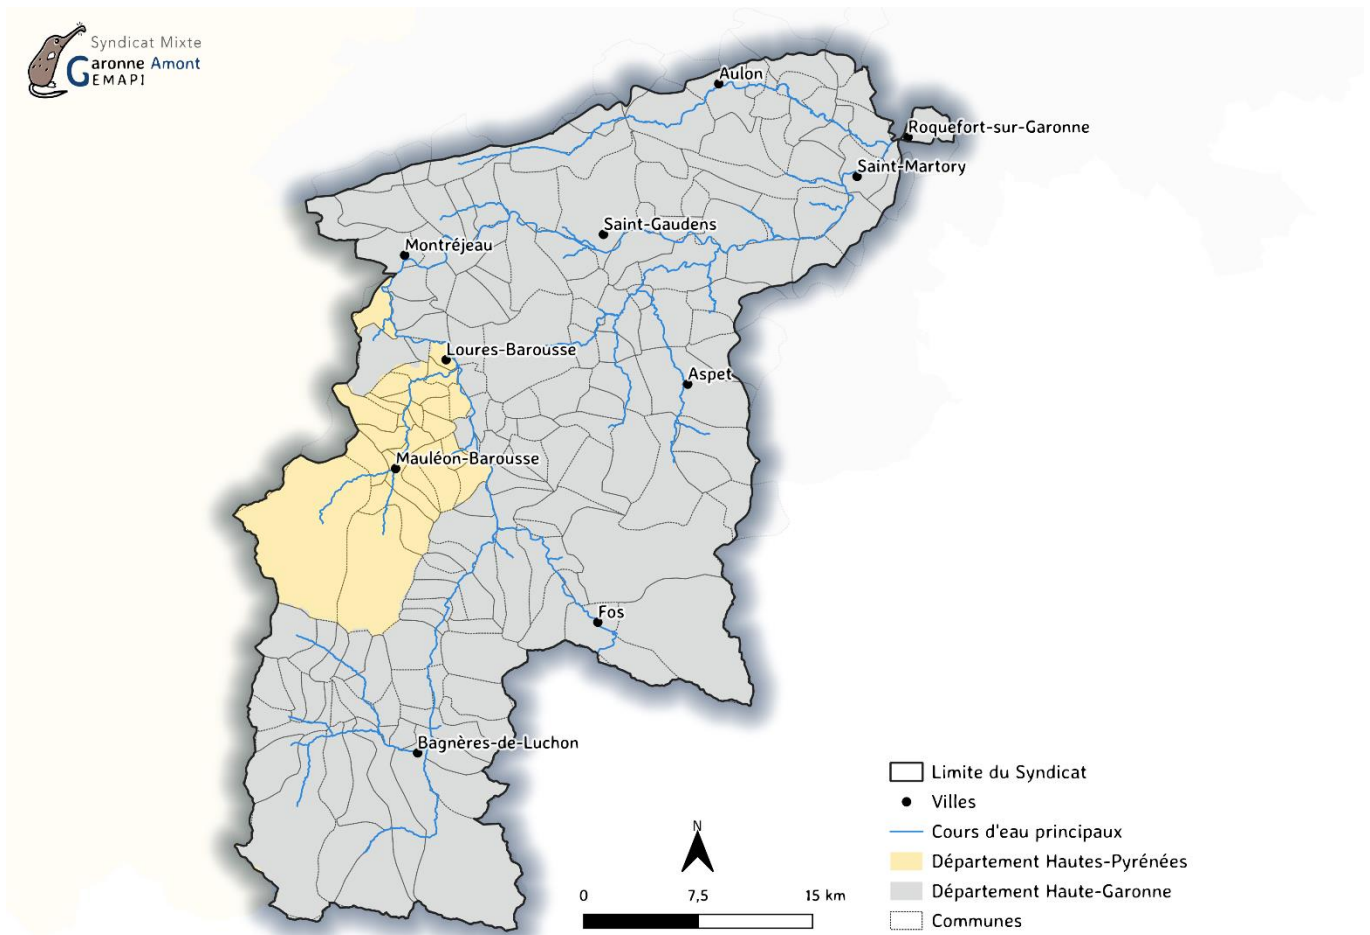 Syndicat Mixte
Garonne Amont
GEMAPI
Aulon
Roquefort-sur-Garonne
Saint-Martory
Saint-Gaudens
Montréjeau
Loures-Barousse
Aspet
Mauléon-Barousse
Fos
Bagnères-de-Luchon
Limite du Syndicat
Villes
Cours d'eau principaux
Département Hautes-Pyrénées
Département Haute-Garonne
Communes
N
0 7,5 15 km